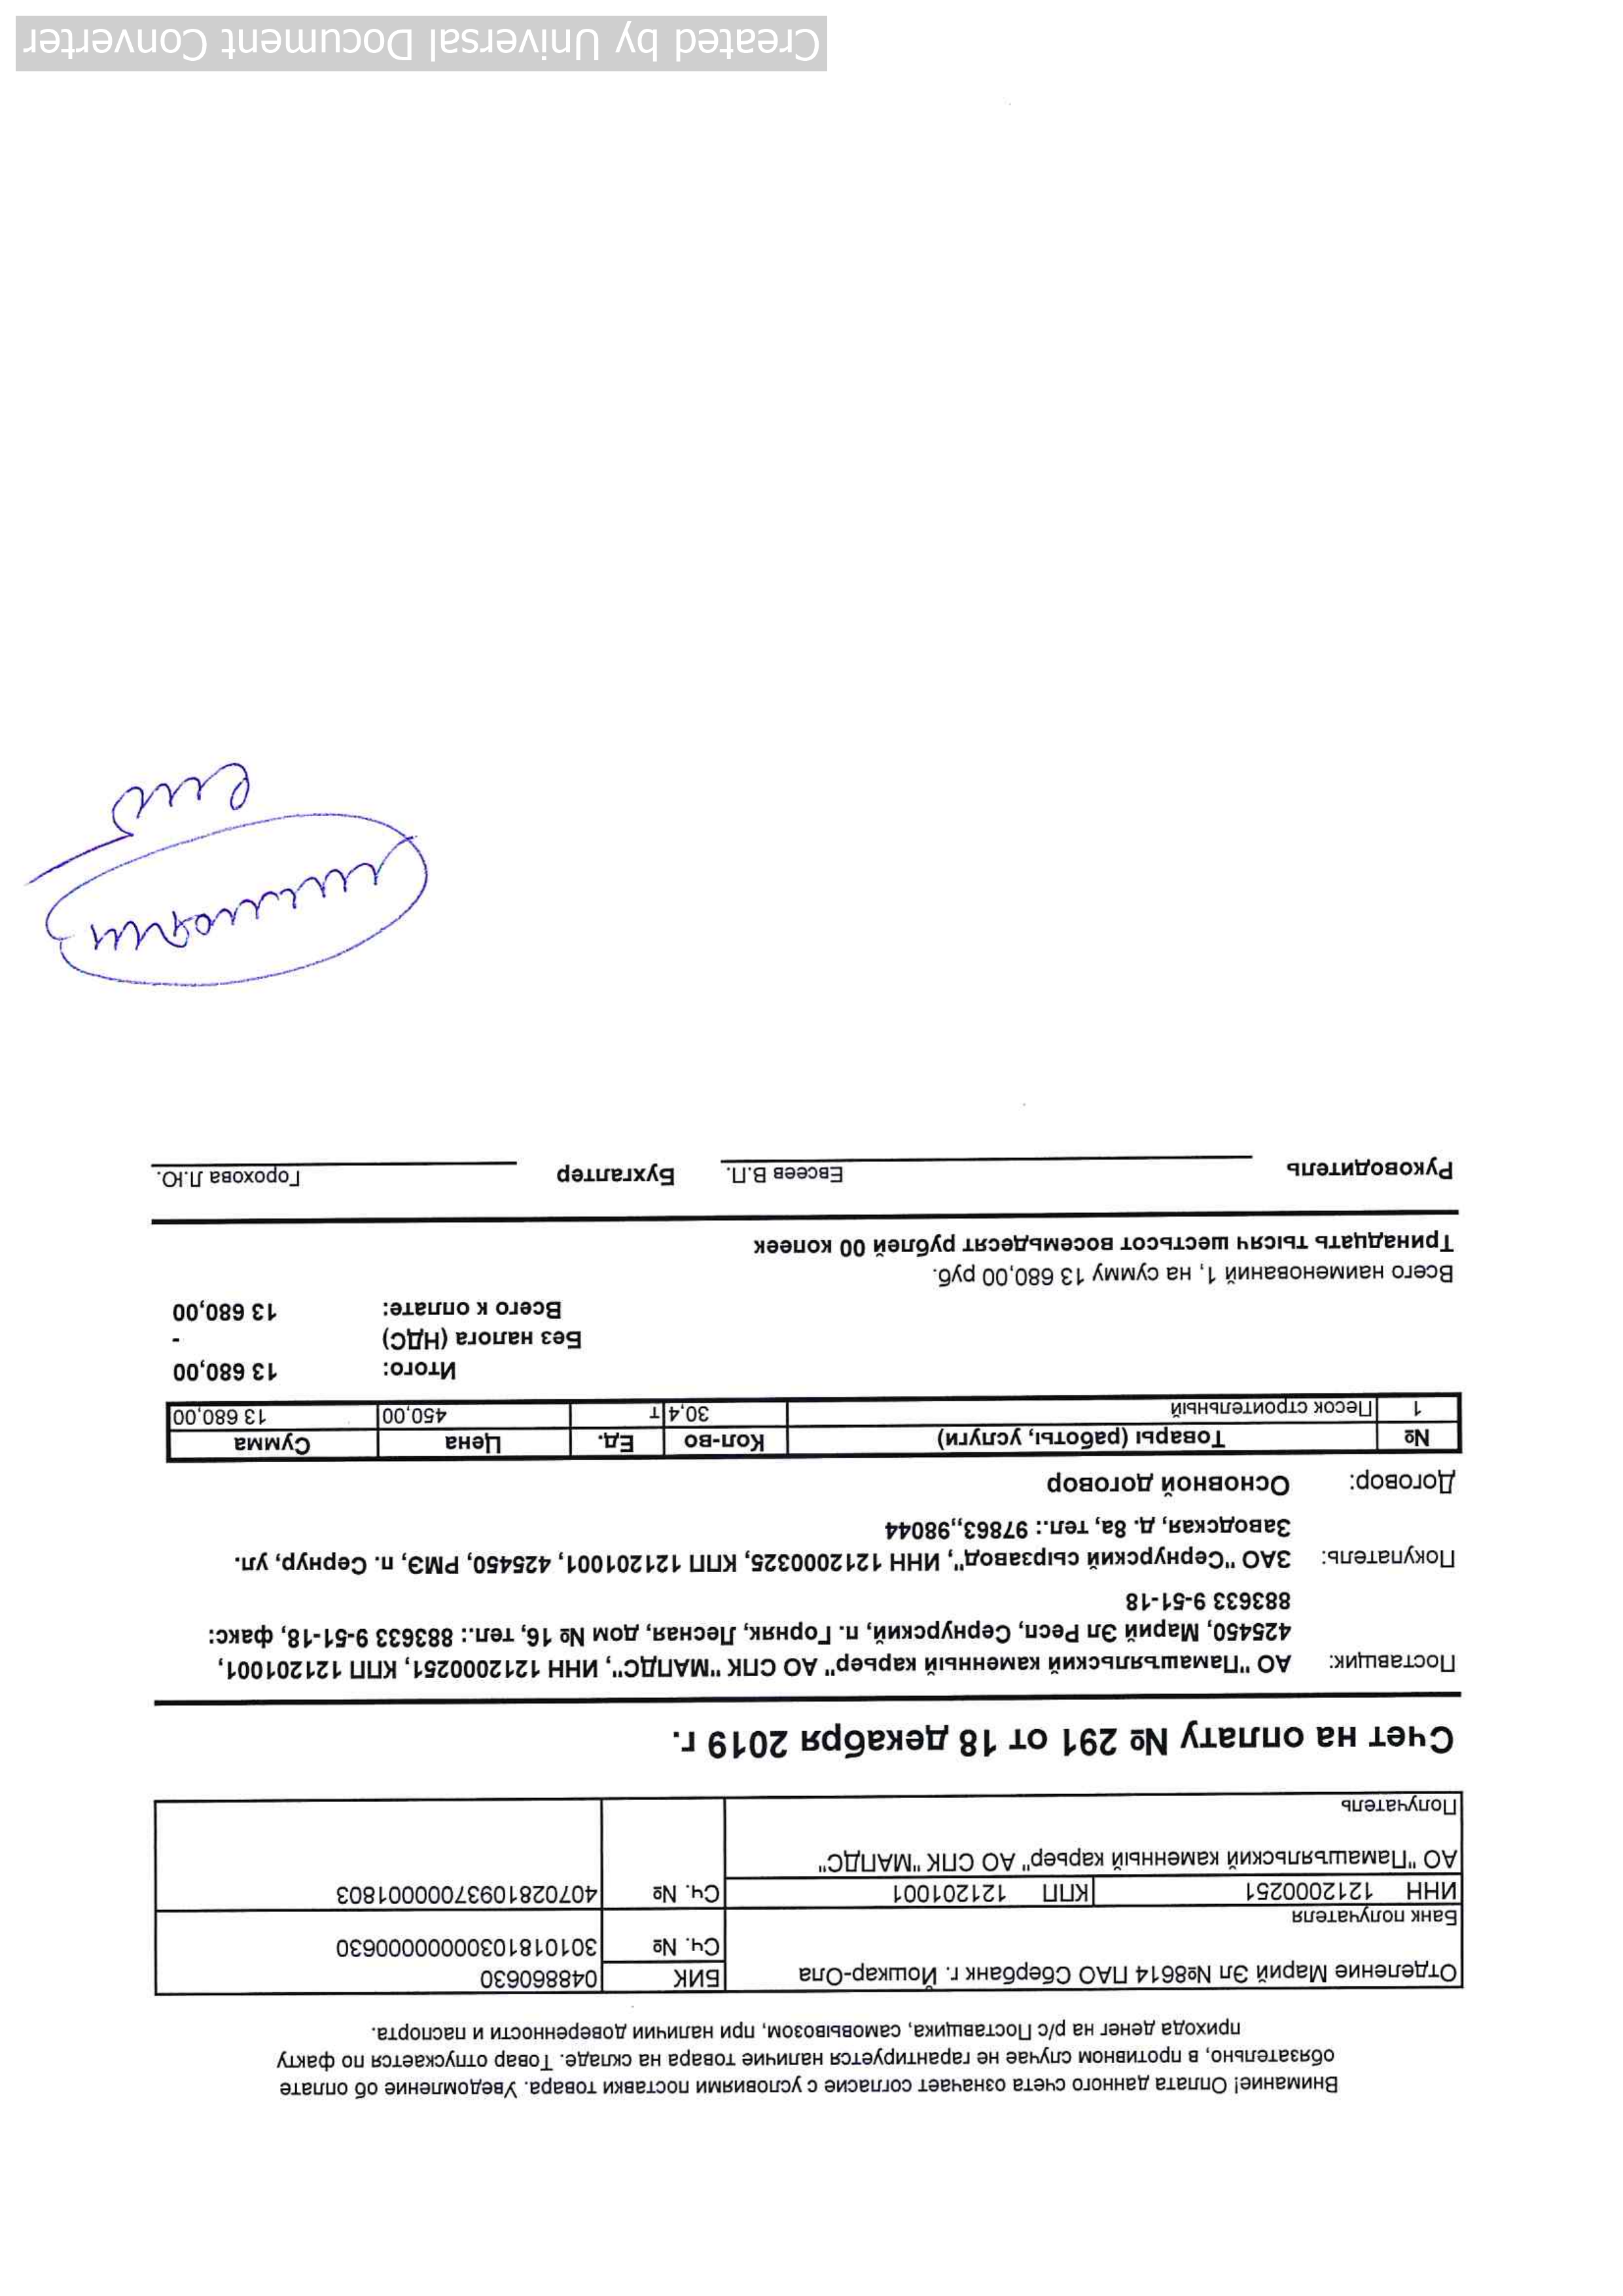 Внимание! Оплата данного счета означает согласие с условиями поставки товара. Уведомление об оплате
обязательно, в противном случае не гарантируется наличие товара на складе. Товар отпускается по факту
прихода денег на р/с Поставщика, самовывозом, при наличии доверенности и паспорта.
Отделение Марий Эл №8614 ПАО Сбербанк г. Йошкар-Ола БИК 048860630
Сч. № 30101810300000000630
Банк получателя
ИНН 1212000251 КПП 121201001 Сч. № 40702810937000001803
АО "Памашъяльский каменный карьер" АО СПК "МАПДС"
Получатель
Счет на оплату № 291 от 18 декабря 2019 г.
Поставщик: АО "Памашъяльский каменный карьер" АО СПК "МАПДС", ИНН 1212000251, КПП 121201001,
425450, Марий Эл Респ, Сернурский, п. Горняк, Лесная, дом № 16, тел.: 883633 9-51-18, факс:
883633 9-51-18
Покупатель: ЗАО "Сернурский сырзавод", ИНН 1212000325, КПП 121201001, 425450, РМЭ, п. Сернур, ул.
Заводская, д. 8а, тел.: 97863,,98044
Договор: Основной договор
№ Товары (работы, услуги) Кол-во Ед. Цена Сумма
1 Песок строительный 30,4 т 450,00 13 680,00
Итого: 13 680,00
Без налога (НДС) -
Всего к оплате: 13 680,00
Всего наименований 1, на сумму 13 680,00 руб.
Тринадцать тысяч шестьсот восемьдесят рублей 00 копеек
Руководитель Евсеев В.П. Бухгалтер Горохова Л.Ю.
Created by Universal Document Converter